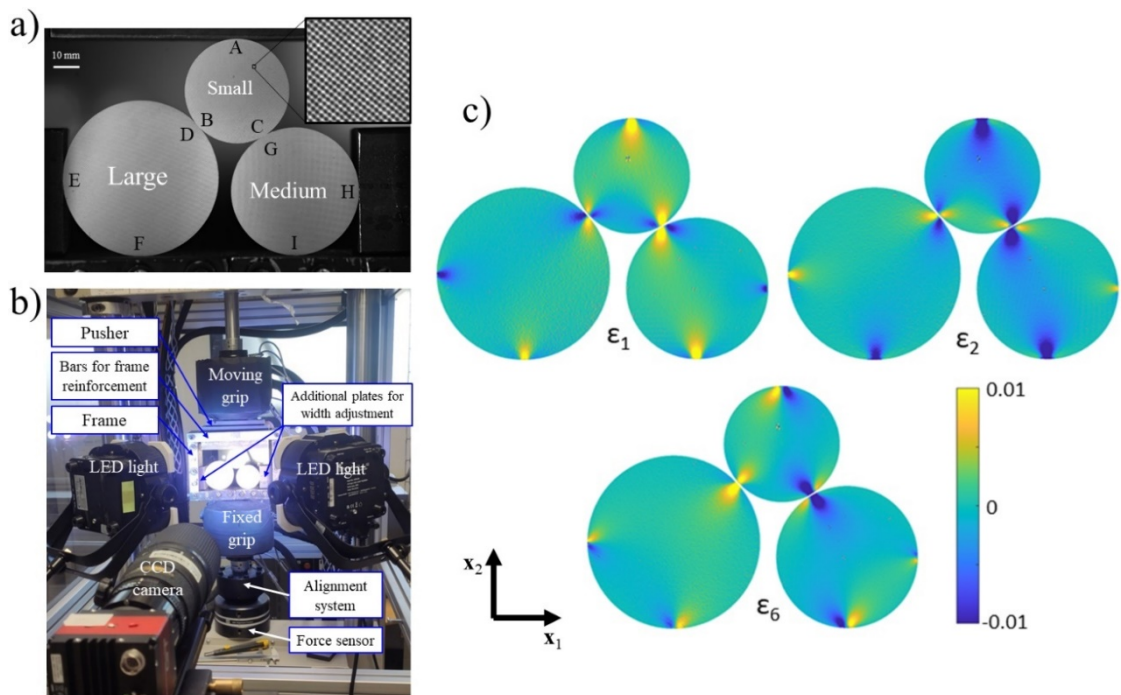 a)
10 mm
A
Small
B
C
D
G
E
Large
Medium
H
F
I
b)
Pusher
Bars for frame
reinforcement
Frame
Moving
grip
Additional plates for
width adjustment
LED light
LED light
Fixed
grip
CCD
camera
Alignment
system
Force sensor
c)
ε1
ε2
ε6
0.01
0
-0.01
x2
x1